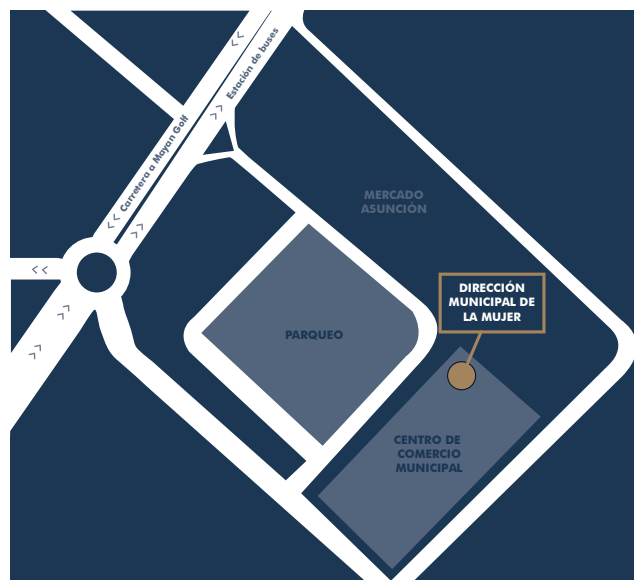 Estación de buses
Carretera a Mayan Golf
MERCADO
ASUNCIÓN
DIRECCIÓN
MUNICIPAL DE
LA MUJER
PARQUEO
CENTRO DE
COMERCIO
MUNICIPAL